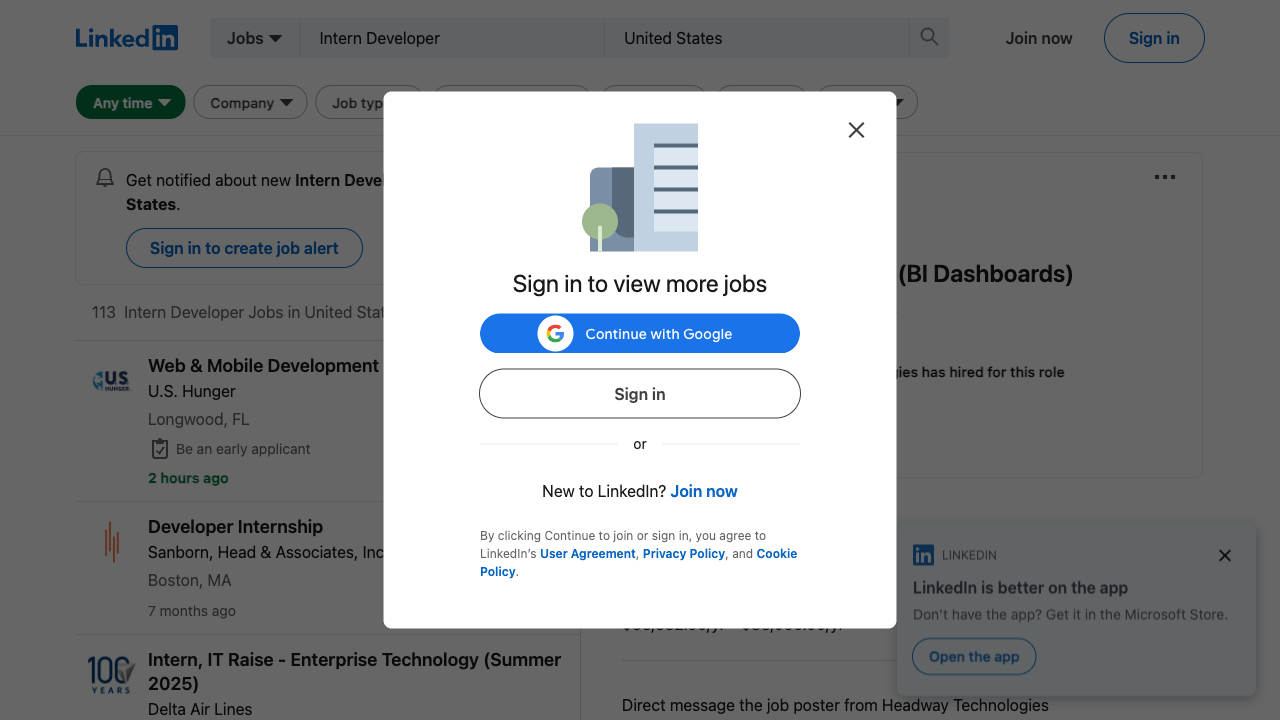 LinkedIn
Jobs
Intern Developer
United States
Join now
Sign in
Any time
Company
Job typ
Get notified about new Intern Deve
States.
Sign in to create job alert
113 Intern Developer Jobs in United Sta
Web & Mobile Development
U.S. Hunger
Longwood, FL
Be an early applicant
2 hours ago
Developer Internship
Sanborn, Head & Associates, Inc
Boston, MA
7 months ago
100
YEARS
Intern, IT Raise - Enterprise Technology (Summer
2025)
Delta Air Lines
(BI Dashboards)
ies has hired for this role
Direct message the job poster from Headway Technologies
Sign in to view more jobs
Continue with Google
Sign in
or
New to LinkedIn? Join now
By clicking Continue to join or sign in, you agree to
LinkedIn's User Agreement, Privacy Policy, and Cookie
Policy.
LINKEDIN
LinkedIn is better on the app
Don't have the app? Get it in the Microsoft Store.
Open the app